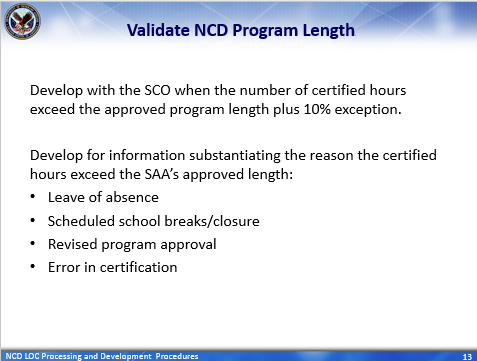 Validate NCD Program Length
Develop with the SCO when the number of certified hours
exceed the approved program length plus 10% exception.
Develop for information substantiating the reason the certified
hours exceed the SAA's approved length:
• Leave of absence
• Scheduled school breaks/closure
• Revised program approval
• Error in certification
NCD LOC Processing and Development Procedures
13